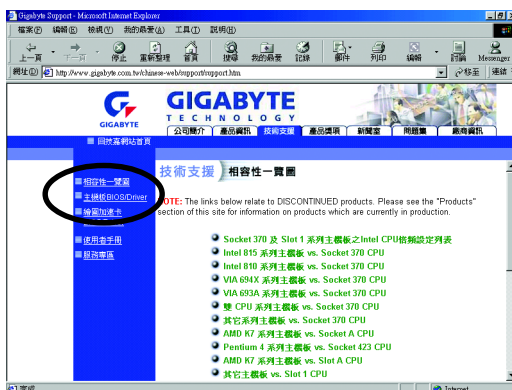 Gigabyte Support - Microsoft Internet Explorer
檔案(F) 編輯(E) 檢視(V) 我的最愛(A) 工具(T) 說明(H)
上一頁 下一頁 停止 重新整理 首頁 搜尋 我的最愛 記錄 郵件 列印 編輯 討論 Messenger
網址(D) http://www.gigabyte.com.tw/chinese-web/support/support.htm 移至 連結
GIGABYTE
GIGABYTE
TECHNOLOGY
公司簡介 產品資訊 技術支援 產品獎項 新聞室 問題集 廠商資訊
回技嘉網站首頁
技術支援 相容性一覽圖
相容性一覽圖
主機板BIOS/Driver
繪圖加速卡
使用者手冊
服務專區
NOTE: The links below relate to DISCONTINUED products. Please see the "Products"
section of this site for information on products which are currently in production.
Socket 370 及 Slot 1 系列主機板之Intel CPU倍頻設定列表
Intel 815 系列主機板 vs. Socket 370 CPU
Intel 810 系列主機板 vs. Socket 370 CPU
VIA 694X 系列主機板 vs. Socket 370 CPU
VIA 693A 系列主機板 vs. Socket 370 CPU
雙 CPU 系列主機板 vs. Socket 370 CPU
其它系列主機板 vs. Socket 370 CPU
AMD K7 系列主機板 vs. Socket A CPU
Pentium 4 系列主機板 vs. Socket 423 CPU
AMD K7 系列主機板 vs. Slot A CPU
其它主機板 vs. Slot 1 CPU
完成 Internet